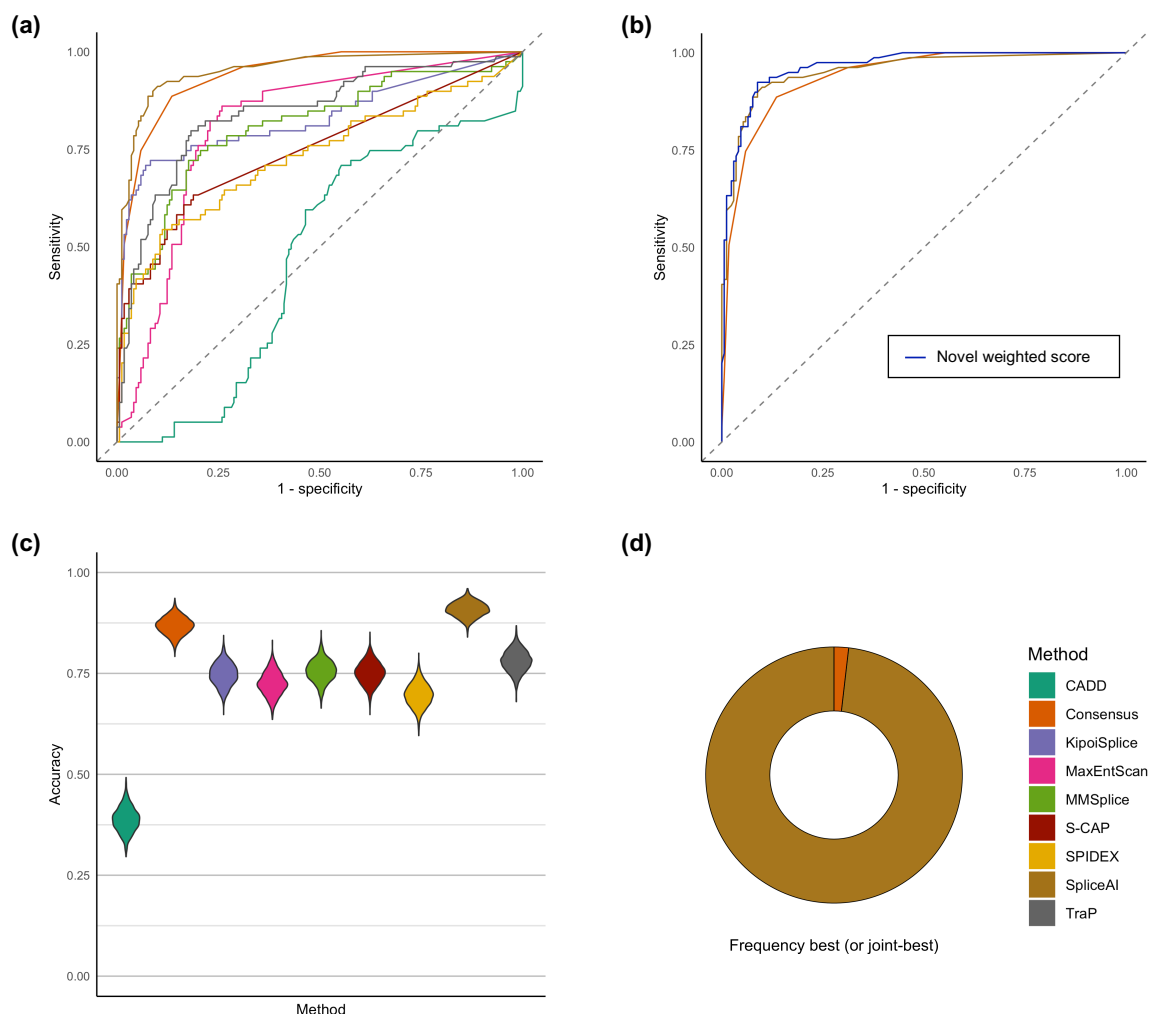 (a)
1.00
0.75
0.50
0.25
0.00
Sensitivity
0.00 0.25 0.50 0.75 1.00
1 - specificity
(b)
1.00
0.75
0.50
0.25
0.00
Sensitivity
Novel weighted score
0.00 0.25 0.50 0.75 1.00
1 - specificity
(c)
1.00
0.75
0.50
0.25
0.00
Accuracy
Method
(d)
Frequency best (or joint-best)
Method
CADD
Consensus
KipoiSplice
MaxEntScan
MMSplice
S-CAP
SPIDEX
SpliceAI
TraP